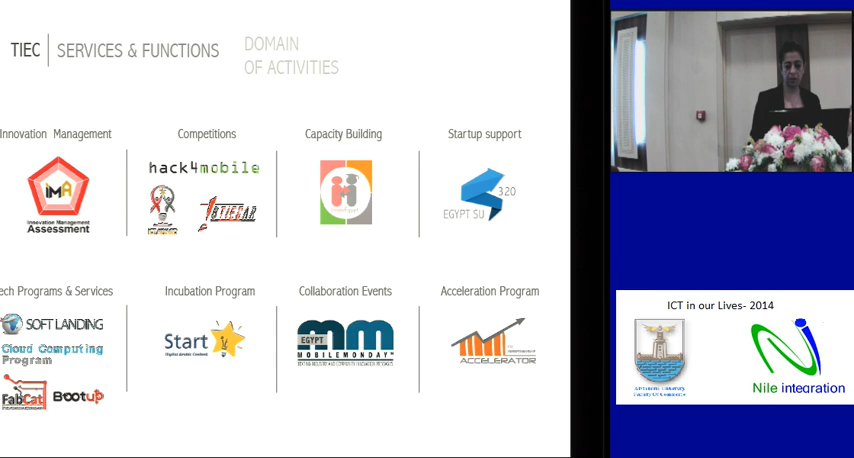 TIEC
SERVICES & FUNCTIONS
DOMAIN
OF ACTIVITIES
Innovation Management
Competitions
Capacity Building
Startup support
iMA
Innovation Management
Assessment
hack4mobile
EGYPT SU
320
ech Programs & Services
Incubation Program
Collaboration Events
Acceleration Program
SOFT LANDING
Cloud Computing
Program
FabCat
Bootup
Start
EGYPT
mm
MOBILEMONDAY
ACCELERATOR
ICT in our Lives- 2014
Nile integration